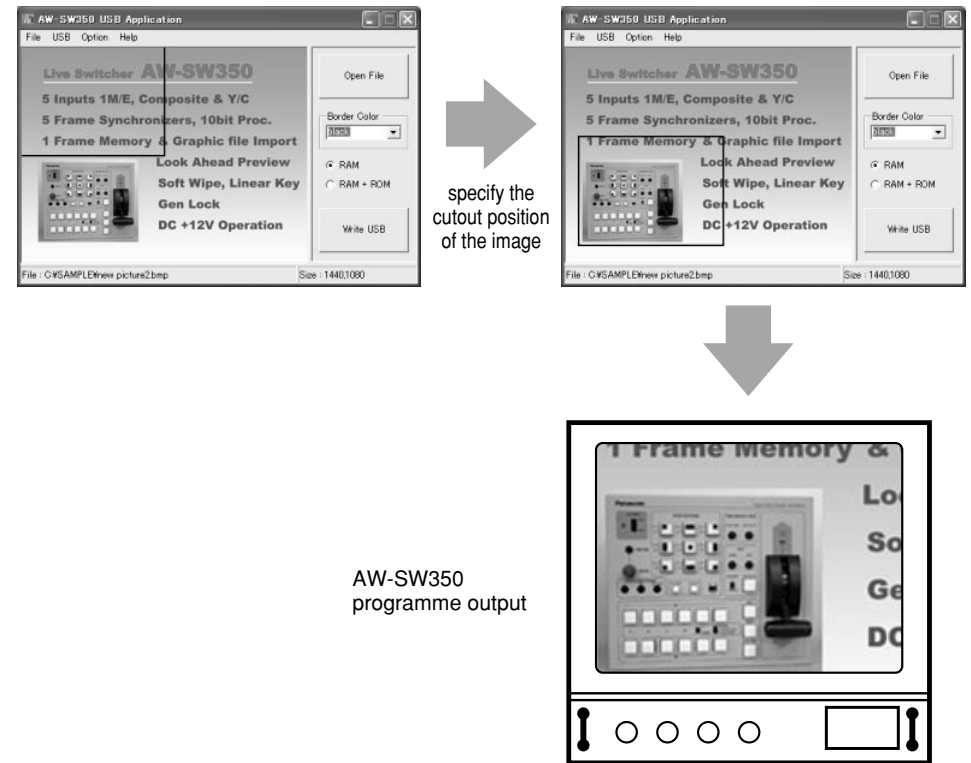 AW-SW350 USB Application
File USB Option Help
Live Switcher AW-SW350
5 Inputs 1M/E, Composite & Y/C
5 Frame Synchronizers, 10bit Proc.
1 Frame Memory & Graphic file Import
Look Ahead Preview
Soft Wipe, Linear Key
Gen Lock
DC +12V Operation
Open File
Border Color
black
RAM
RAM + ROM
Write USB
File : C:¥SAMPLE¥new picture2.bmp
Size : 1440,1080
specify the
cutout position
of the image
AW-SW350 USB Application
File USB Option Help
Live Switcher AW-SW350
5 Inputs 1M/E, Composite & Y/C
5 Frame Synchronizers, 10bit Proc.
1 Frame Memory & Graphic file Import
Look Ahead Preview
Soft Wipe, Linear Key
Gen Lock
DC +12V Operation
Open File
Border Color
black
RAM
RAM + ROM
Write USB
File : C:¥SAMPLE¥new picture2.bmp
Size : 1440,1080
AW-SW350
programme output
1 Frame Memory &
Panasonic
Lo
So
Ge
DC